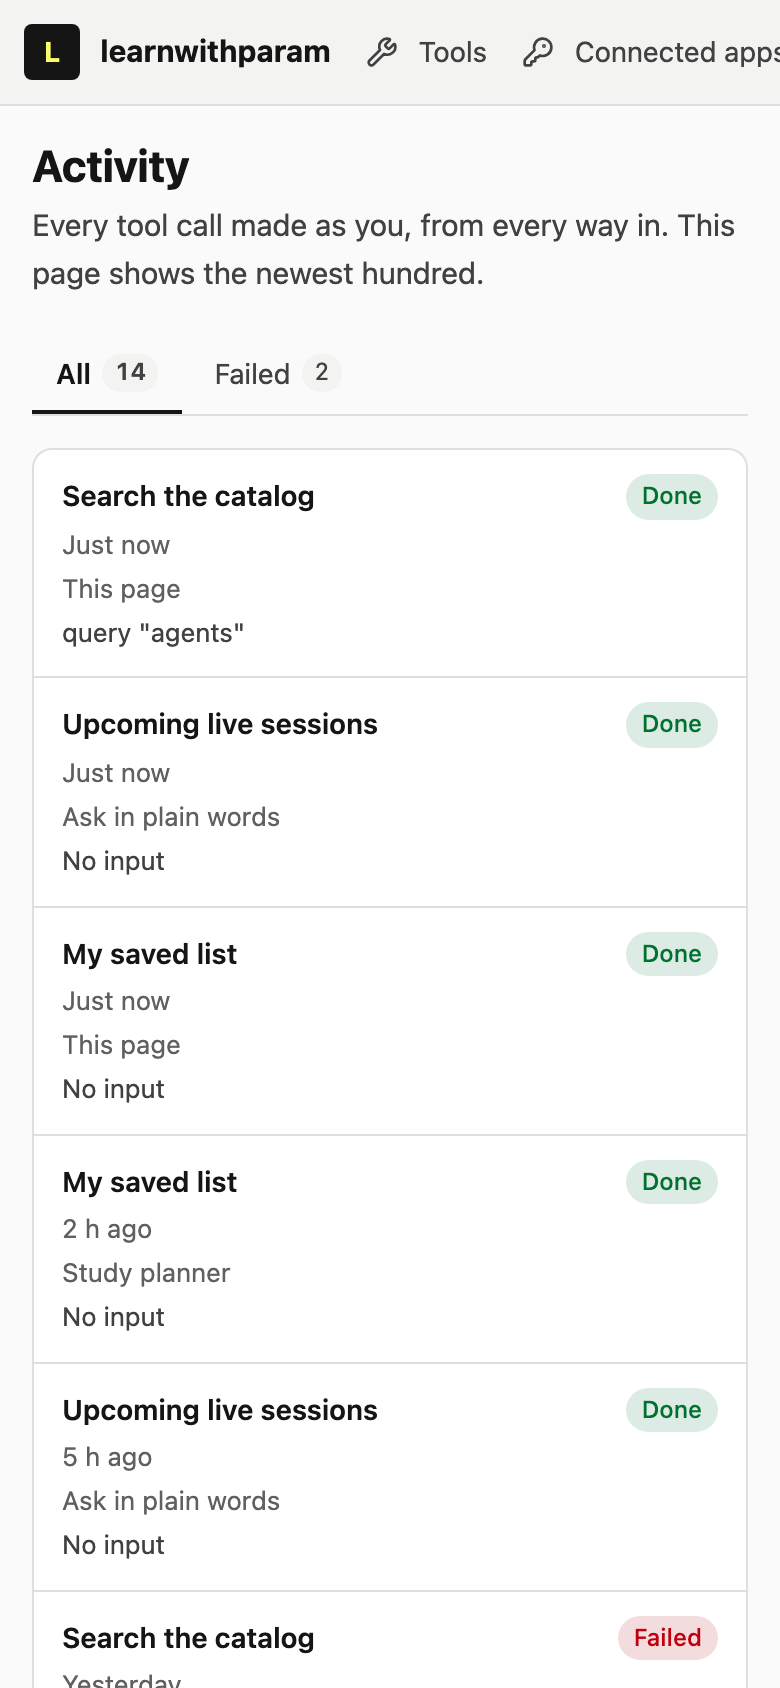 L learnwithparam Tools Connected apps
Activity
Every tool call made as you, from every way in. This
page shows the newest hundred.
All 14 Failed 2
Search the catalog Done
Just now
This page
query "agents"
Upcoming live sessions Done
Just now
Ask in plain words
No input
My saved list Done
Just now
This page
No input
My saved list Done
2 h ago
Study planner
No input
Upcoming live sessions Done
5 h ago
Ask in plain words
No input
Search the catalog Failed
Yesterday